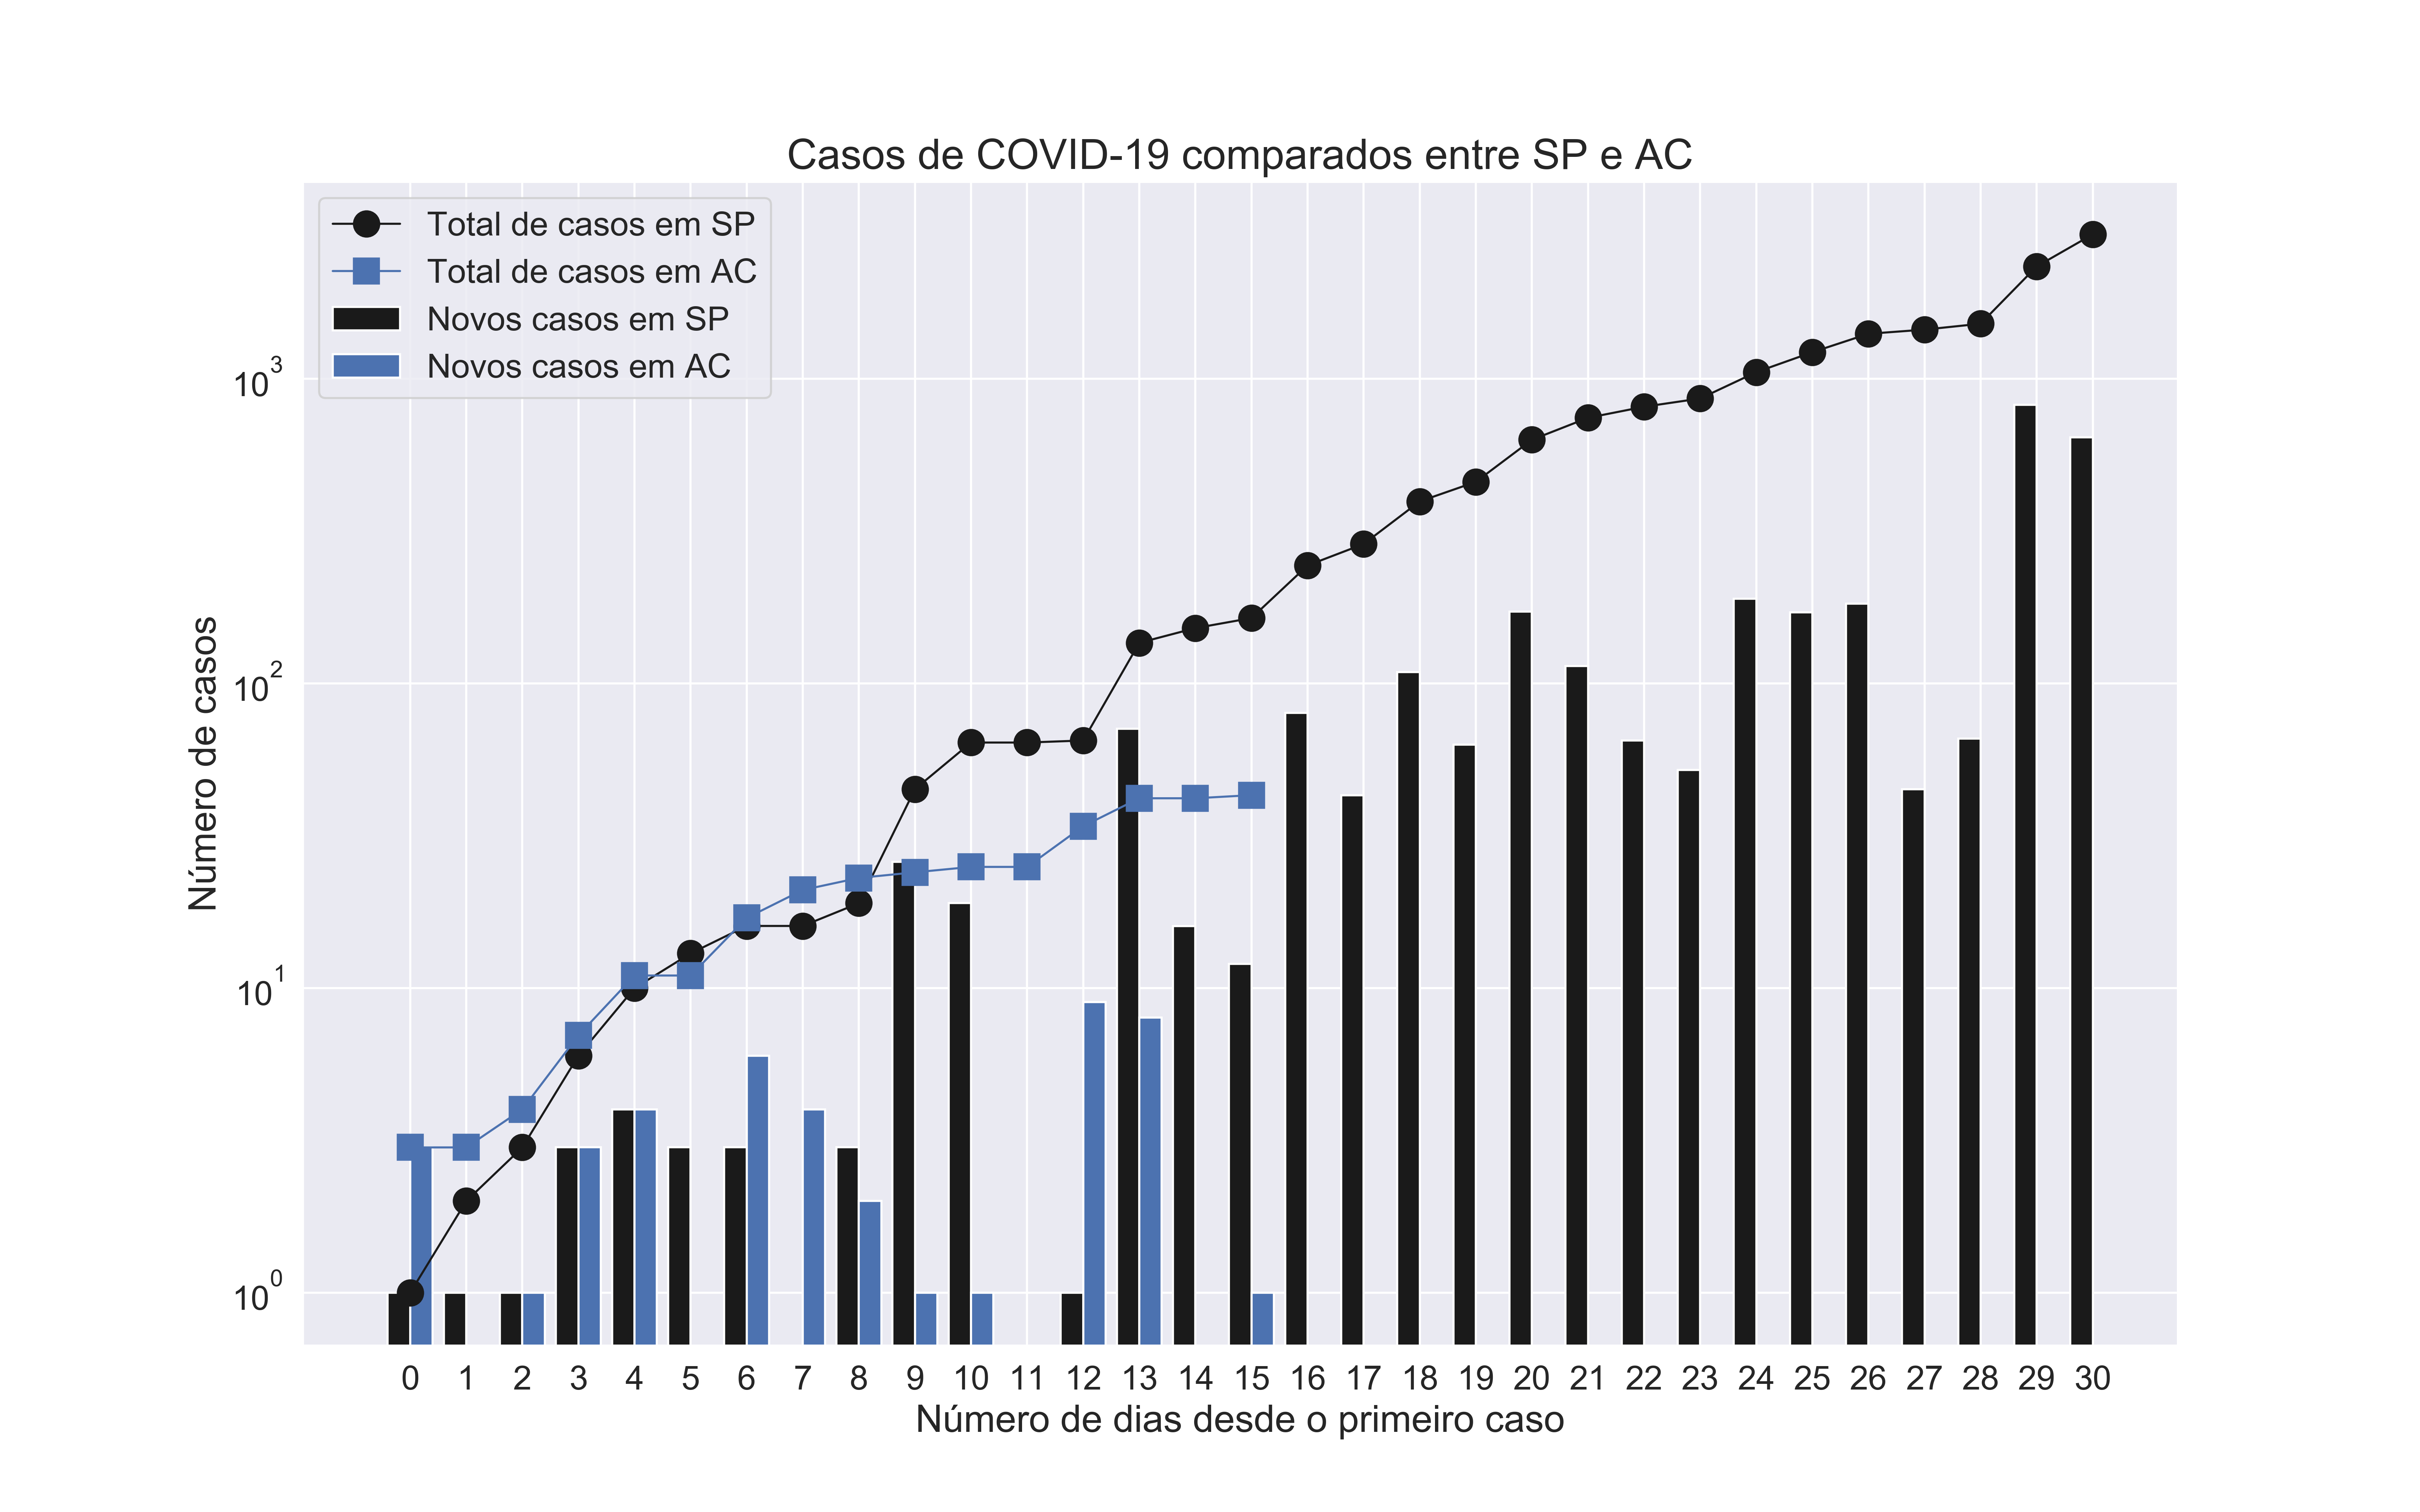 Casos de COVID-19 comparados entre SP e AC
Total de casos em SP
Total de casos em AC
Novos casos em SP
Novos casos em AC
Número de casos
10³
10²
10¹
10⁰
0 1 2 3 4 5 6 7 8 9 10 11 12 13 14 15 16 17 18 19 20 21 22 23 24 25 26 27 28 29 30
Número de dias desde o primeiro caso